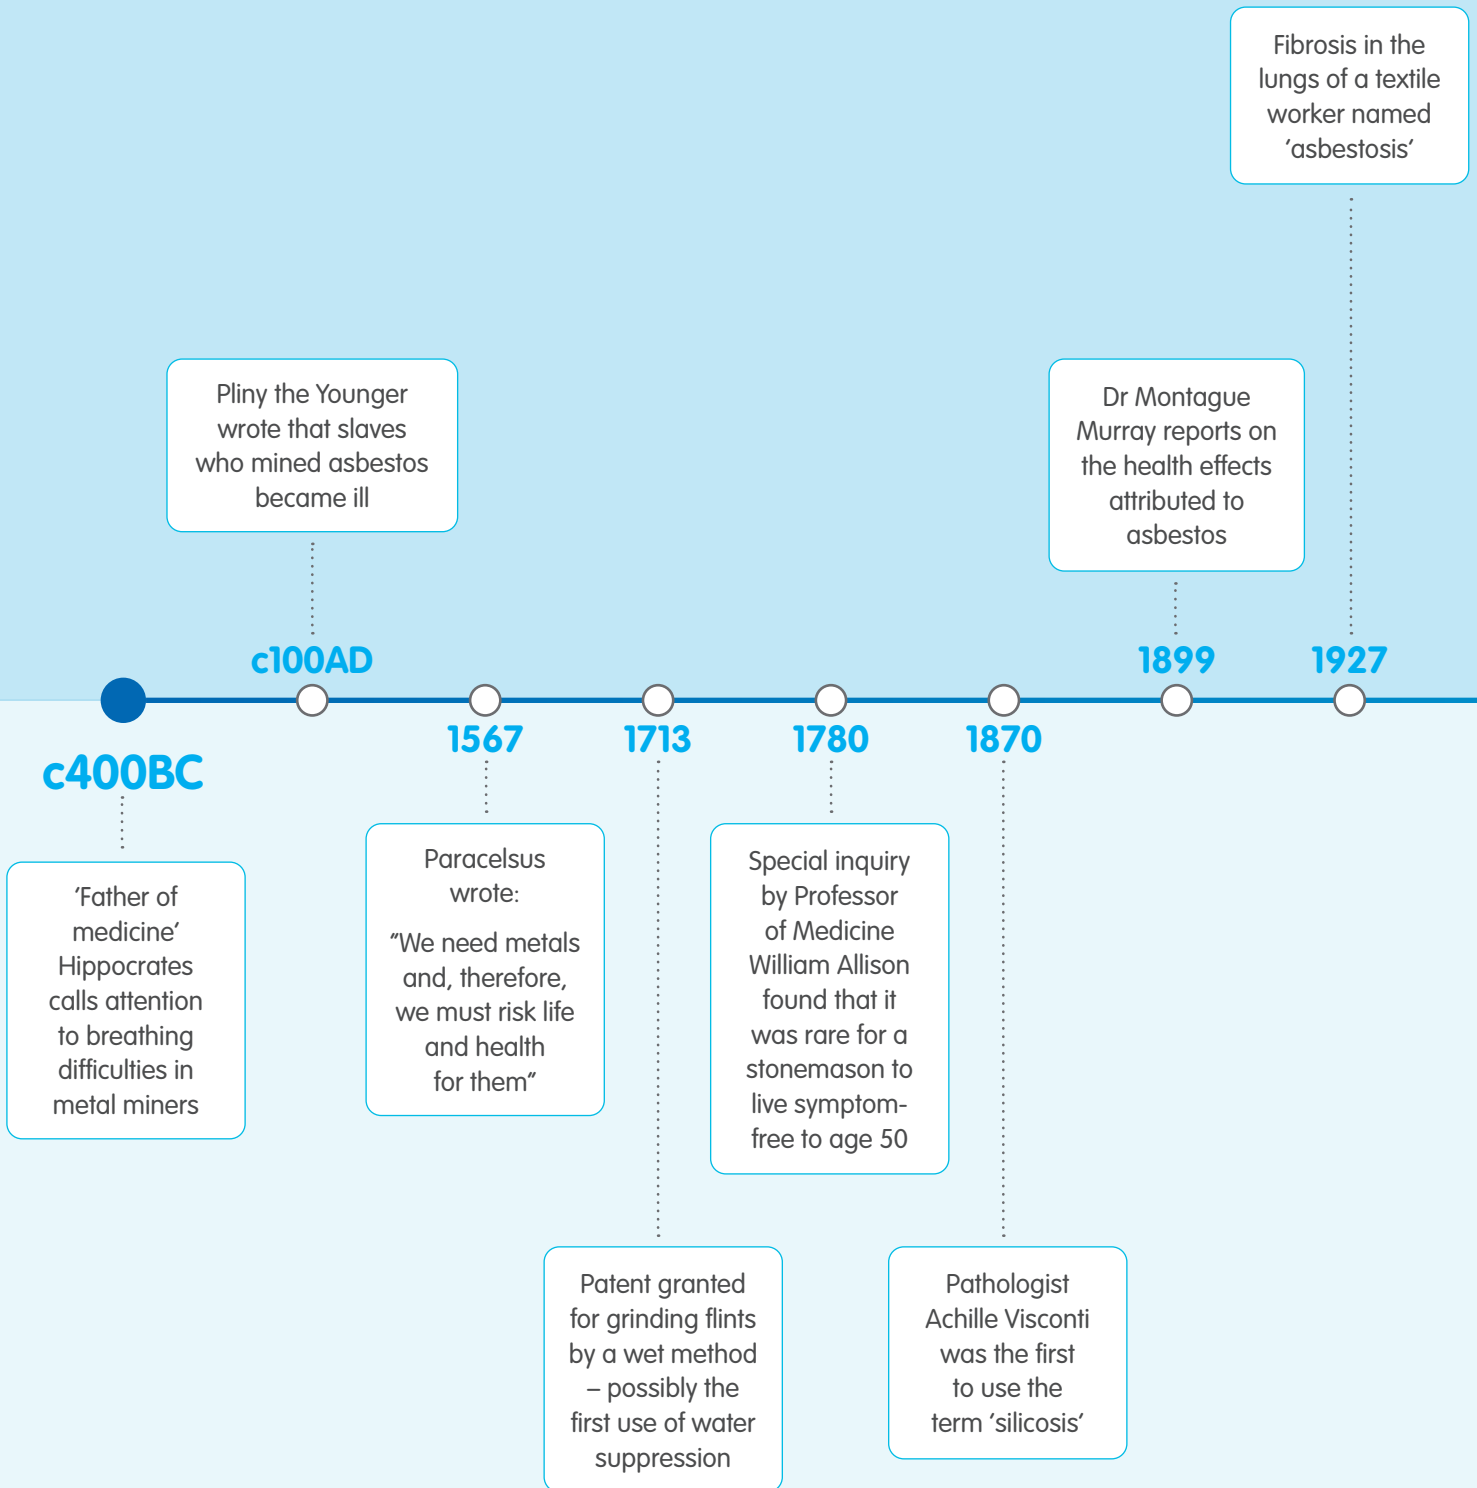 c400BC
'Father of
medicine'
Hippocrates
calls attention
to breathing
difficulties in
metal miners
Pliny the Younger
wrote that slaves
who mined asbestos
became ill
c100AD
1567
Paracelsus
wrote:
"We need metals
and, therefore,
we must risk life
and health
for them"
1713
Patent granted
for grinding flints
by a wet method
– possibly the
first use of water
suppression
1780
Special inquiry
by Professor
of Medicine
William Allison
found that it
was rare for a
stonemason to
live symptom-
free to age 50
1870
Pathologist
Achille Visconti
was the first
to use the
term 'silicosis'
Dr Montague
Murray reports on
the health effects
attributed to
asbestos
1899
Fibrosis in the
lungs of a textile
worker named
'asbestosis'
1927